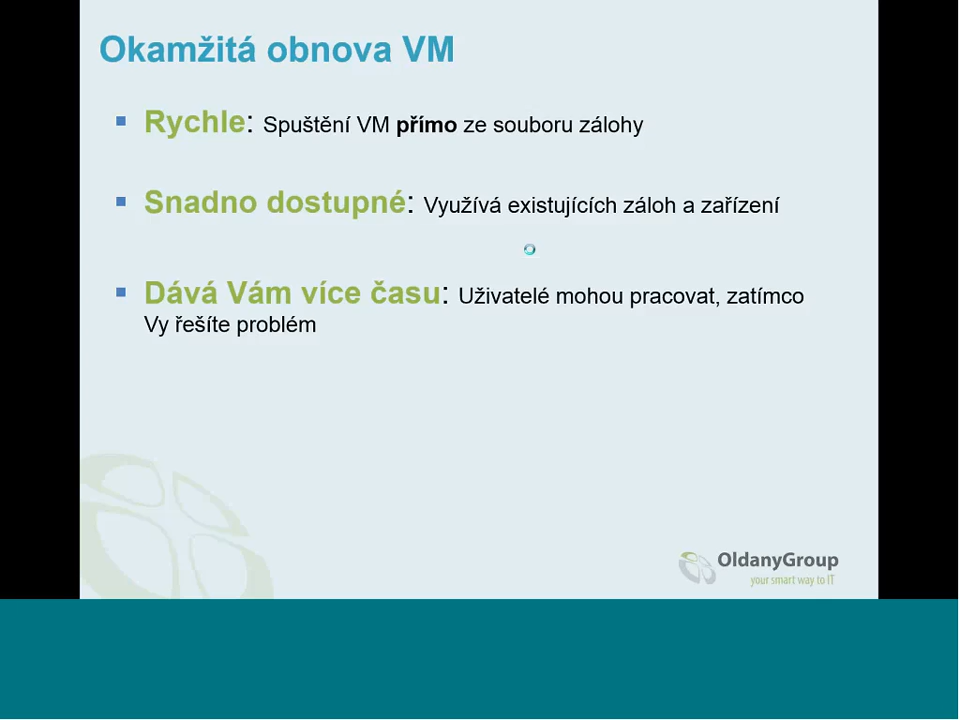 Okamžitá obnova VM
Rychle: Spuštění VM přímo ze souboru zálohy
Snadno dostupné: Využívá existujících záloh a zařízení
Dává Vám více času: Uživatelé mohou pracovat, zatímco
Vy řešíte problém
OldanyGroup
your smart way to IT